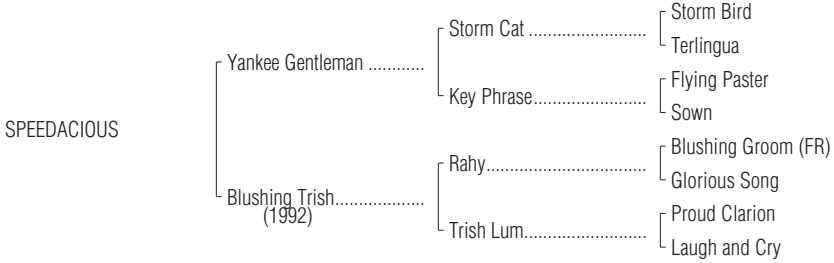 Storm Bird
Storm Cat ........................
Terlingua
Yankee Gentleman ............
Flying Paster
Key Phrase.......................
Sown
SPEEDACIOUS
Blushing Groom (FR)
Rahy.................................
Glorious Song
Blushing Trish...................
(1992)
Proud Clarion
Trish Lum.........................
Laugh and Cry